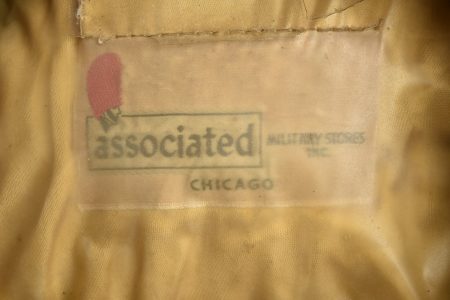 associated MILITARY STORES
INC.
CHICAGO